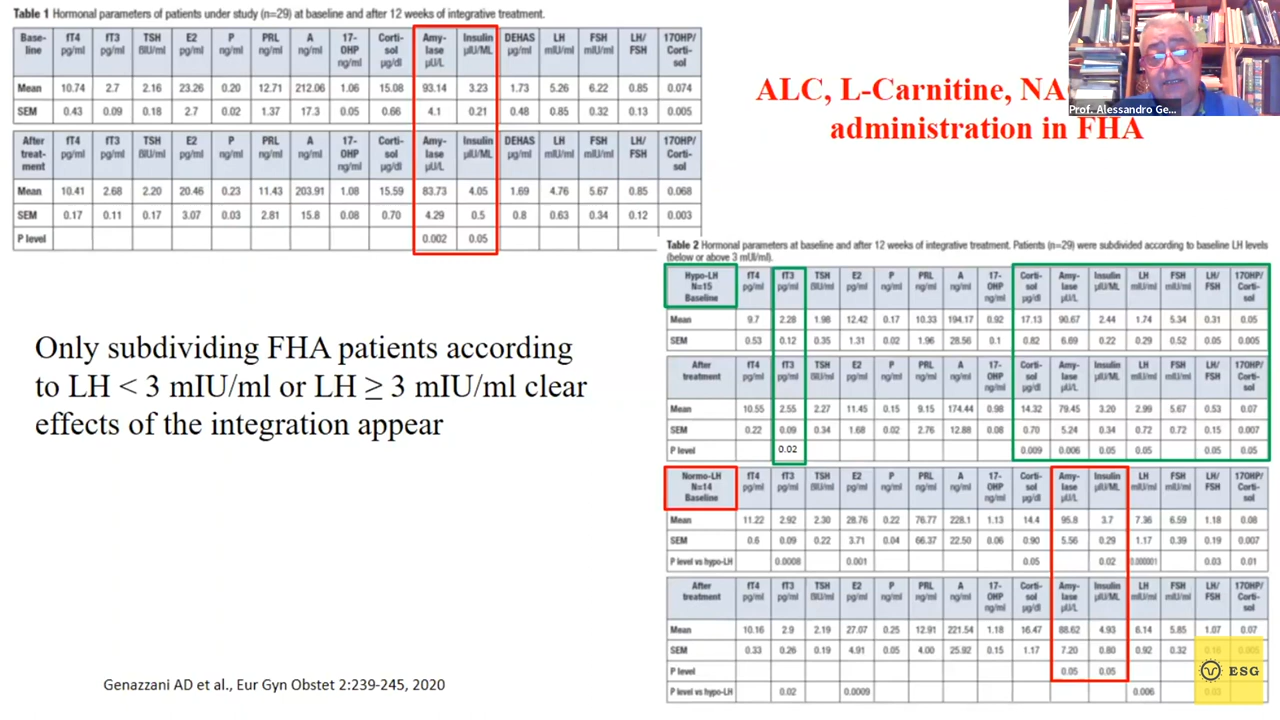 Table 1 Hormonal parameters of patients under study (n=29) at baseline and after 12 weeks of integrative treatment.
Base-line fT4 pg/ml fT3 pg/ml TSH E2 pg/ml P ng/ml PRL ng/ml A ng/ml 17-OHP ng/ml Corti-sol µg/dl Amy-lase µU/L Insulin µIU/ML DEHAS µg/ml LH mIU/ml FSH mIU/ml LH/FSH 17OHP/Corti-sol
Mean 10.74 2.7 2.16 23.26 0.20 12.71 212.06 1.06 15.08 93.14 3.23 1.73 5.26 6.22 0.85 0.074
SEM 0.43 0.09 0.18 2.7 0.02 1.37 17.3 0.05 0.66 4.1 0.21 0.48 0.85 0.32 0.13 0.005
After treat-ment fT4 pg/ml fT3 pg/ml TSH E2 pg/ml P ng/ml PRL ng/ml A ng/ml 17-OHP ng/ml Corti-sol µg/dl Amy-lase µU/L Insulin µIU/ML DEHAS µg/ml LH mIU/ml FSH mIU/ml LH/FSH 17OHP/Corti-sol
Mean 10.41 2.68 2.20 20.46 0.23 11.43 203.91 1.08 15.59 83.73 4.05 1.69 4.76 5.67 0.85 0.068
SEM 0.17 0.11 0.17 3.07 0.03 2.81 15.8 0.08 0.70 4.29 0.5 0.8 0.63 0.34 0.12 0.003
P level 0.002 0.05
ALC, L-Carnitine, NA
administration in FHA
Prof. Alessandro Ge...
Only subdividing FHA patients according
to LH < 3 mIU/ml or LH ≥ 3 mIU/ml clear
effects of the integration appear
Table 2 Hormonal parameters at baseline and after 12 weeks of integrative treatment. Patients (n=29) were subdivided according to baseline LH levels
(below or above 3 mUI/ml).
Hypo-LH N=15 Baseline fT4 pg/ml fT3 pg/ml TSH E2 pg/ml P ng/ml PRL ng/ml A ng/ml 17-OHP ng/ml Corti-sol µg/dl Amy-lase µU/L Insulin µIU/ML LH mIU/ml FSH mIU/ml LH/FSH 17OHP/Corti-sol
Mean 9.7 2.28 1.98 12.42 0.17 10.33 194.17 0.92 17.13 90.67 2.44 1.74 5.34 0.31 0.05
SEM 0.53 0.12 0.35 1.31 0.02 1.96 28.56 0.1 0.82 6.69 0.22 0.29 0.52 0.05 0.005
After treatment fT4 pg/ml fT3 pg/ml TSH E2 pg/ml P ng/ml PRL ng/ml A ng/ml 17-OHP ng/ml Corti-sol µg/dl Amy-lase µU/L Insulin µIU/ML LH mIU/ml FSH mIU/ml LH/FSH 17OHP/Corti-sol
Mean 10.55 2.55 2.27 11.45 0.15 9.15 174.44 0.98 14.32 79.45 3.20 2.99 5.67 0.53 0.07
SEM 0.22 0.09 0.34 1.68 0.02 2.76 12.88 0.08 0.70 5.24 0.34 0.72 0.72 0.15 0.007
P level 0.02 0.009 0.006 0.05 0.05 0.05 0.05
Normo-LH N=14 Baseline fT4 pg/ml fT3 pg/ml TSH E2 pg/ml P ng/ml PRL ng/ml A ng/ml 17-OHP ng/ml Corti-sol µg/dl Amy-lase µU/L Insulin µIU/ML LH mIU/ml FSH mIU/ml LH/FSH 17OHP/Corti-sol
Mean 11.22 2.92 2.30 28.76 0.22 76.77 228.1 1.13 14.4 95.8 3.7 7.36 6.59 1.18 0.08
SEM 0.6 0.09 0.22 3.71 0.04 66.37 22.50 0.06 0.90 5.56 0.29 1.17 0.39 0.19 0.007
P level vs hypo-LH 0.0008 0.001 0.05 0.02 0.000001 0.03 0.01
After treatment fT4 pg/ml fT3 pg/ml TSH E2 pg/ml P ng/ml PRL ng/ml A ng/ml 17-OHP ng/ml Corti-sol µg/dl Amy-lase µU/L Insulin µIU/ML LH mIU/ml FSH mIU/ml LH/FSH 17OHP/Corti-sol
Mean 10.16 2.9 2.19 27.07 0.25 12.91 221.54 1.18 16.47 88.62 4.93 6.14 5.85 1.07 0.07
SEM 0.33 0.26 0.19 4.91 0.05 4.00 25.92 0.15 1.17 7.20 0.80 0.92 0.32
P level 0.05 0.05
P level vs hypo-LH 0.02 0.0009 0.006
ESG
Genazzani AD et al., Eur Gyn Obstet 2:239-245, 2020